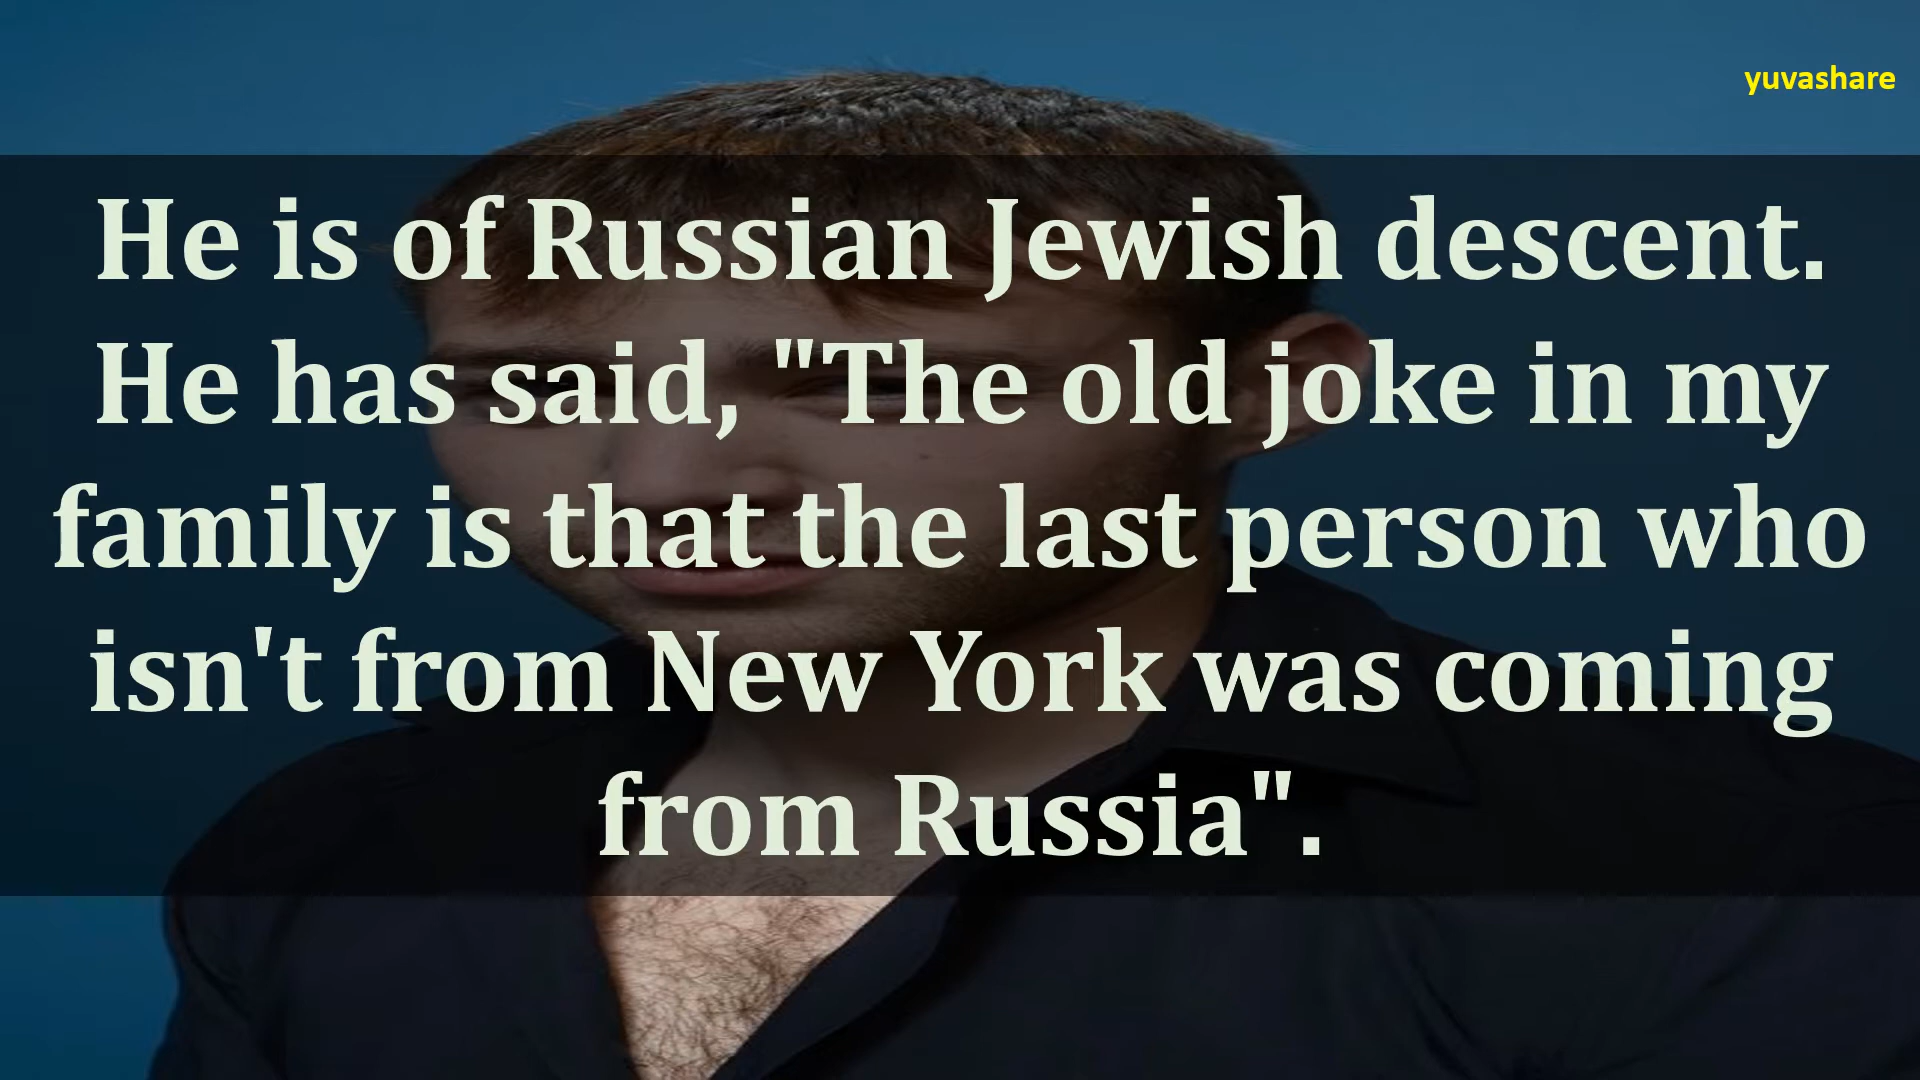 yuvashare
He is of Russian Jewish descent.
He has said, "The old joke in my
family is that the last person who
isn't from New York was coming
from Russia".